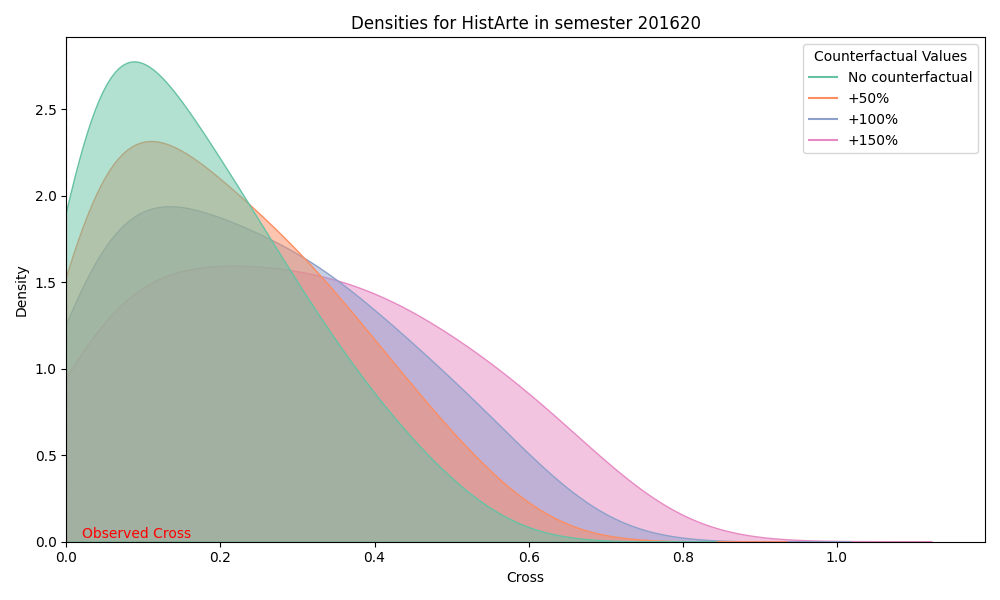 Densities for HistArte in semester 201620
Counterfactual Values
No counterfactual
+50%
+100%
+150%
Density
2.5
2.0
1.5
1.0
0.5
0.0
Observed Cross
0.0 0.2 0.4 0.6 0.8 1.0
Cross